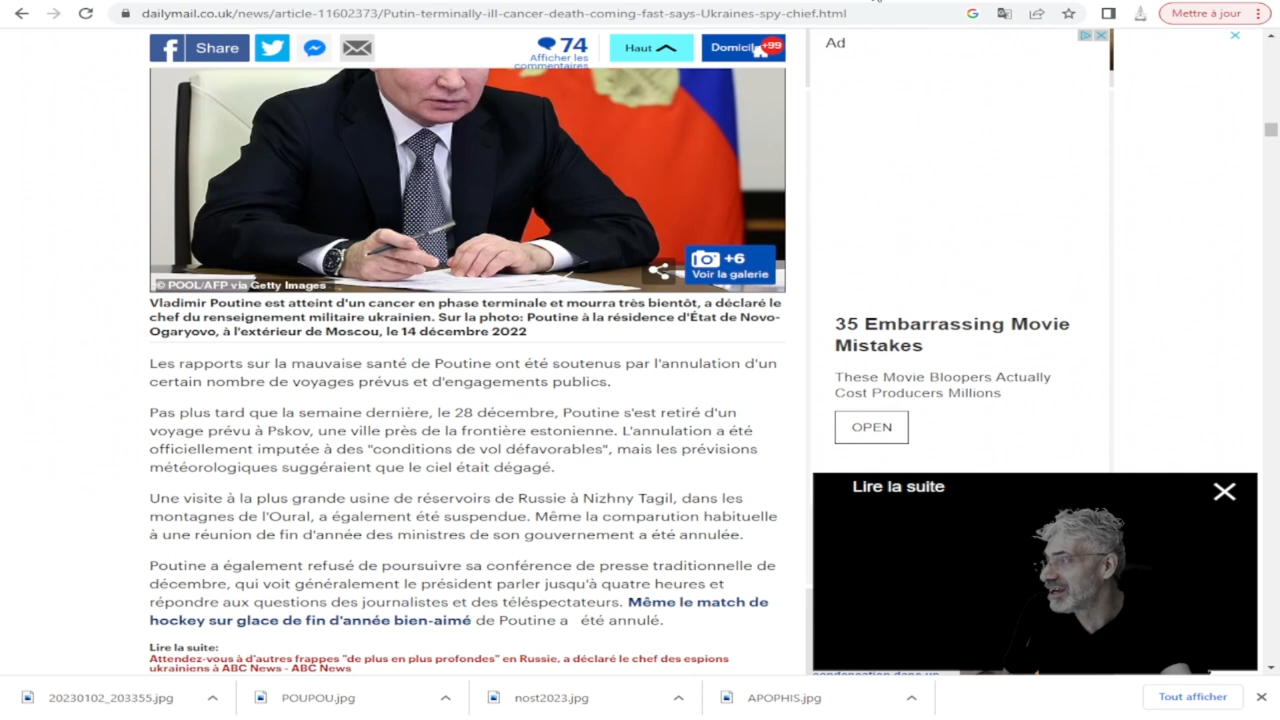 dailymail.co.uk/news/article-11602373/Putin-terminally-ill-cancer-death-coming-fast-says-Ukraines-spy-chief.html
Mettre à jour
Share
74
Afficher les
commentaires
Haut
Domicil
+99
Ad
+6
Voir la galerie
© POOL/AFP via Getty Images
Vladimir Poutine est atteint d'un cancer en phase terminale et mourra très bientôt, a déclaré le
chef du renseignement militaire ukrainien. Sur la photo: Poutine à la résidence d'État de Novo-
Ogaryovo, à l'extérieur de Moscou, le 14 décembre 2022
Les rapports sur la mauvaise santé de Poutine ont été soutenus par l'annulation d'un
certain nombre de voyages prévus et d'engagements publics.
Pas plus tard que la semaine dernière, le 28 décembre, Poutine s'est retiré d'un
voyage prévu à Pskov, une ville près de la frontière estonienne. L'annulation a été
officiellement imputée à des "conditions de vol défavorables", mais les prévisions
météorologiques suggéraient que le ciel était dégagé.
Une visite à la plus grande usine de réservoirs de Russie à Nizhny Tagil, dans les
montagnes de l'Oural, a également été suspendue. Même la comparution habituelle
à une réunion de fin d'année des ministres de son gouvernement a été annulée.
Poutine a également refusé de poursuivre sa conférence de presse traditionnelle de
décembre, qui voit généralement le président parler jusqu'à quatre heures et
répondre aux questions des journalistes et des téléspectateurs. Même le match de
hockey sur glace de fin d'année bien-aimé de Poutine a été annulé.
Lire la suite:
Attendez-vous à d'autres frappes "de plus en plus profondes" en Russie, a déclaré le chef des espions
ukrainiens à ABC News - ABC News
35 Embarrassing Movie
Mistakes
These Movie Bloopers Actually
Cost Producers Millions
OPEN
Lire la suite
20230102_203355.jpg
POUPOU.jpg
nost2023.jpg
APOPHIS.jpg
Tout afficher